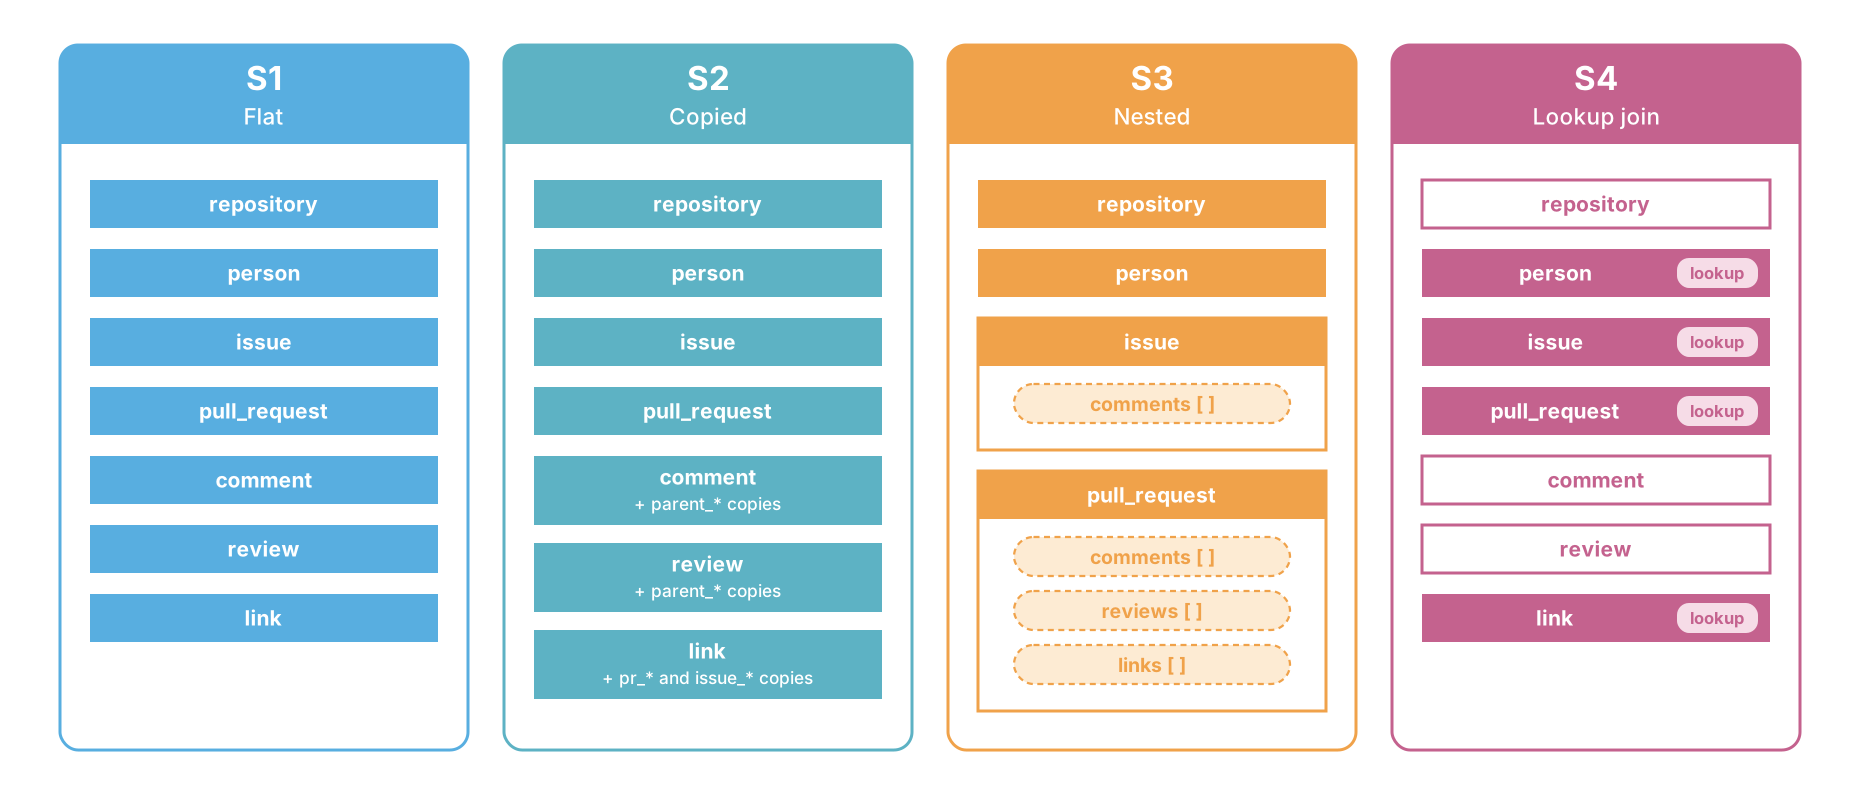 S1
Flat
repository
person
issue
pull_request
comment
review
link
S2
Copied
repository
person
issue
pull_request
comment
+ parent_* copies
review
+ parent_* copies
link
+ pr_* and issue_* copies
S3
Nested
repository
person
issue
comments [ ]
pull_request
comments [ ]
reviews [ ]
links [ ]
S4
Lookup join
repository
person lookup
issue lookup
pull_request lookup
comment
review
link lookup